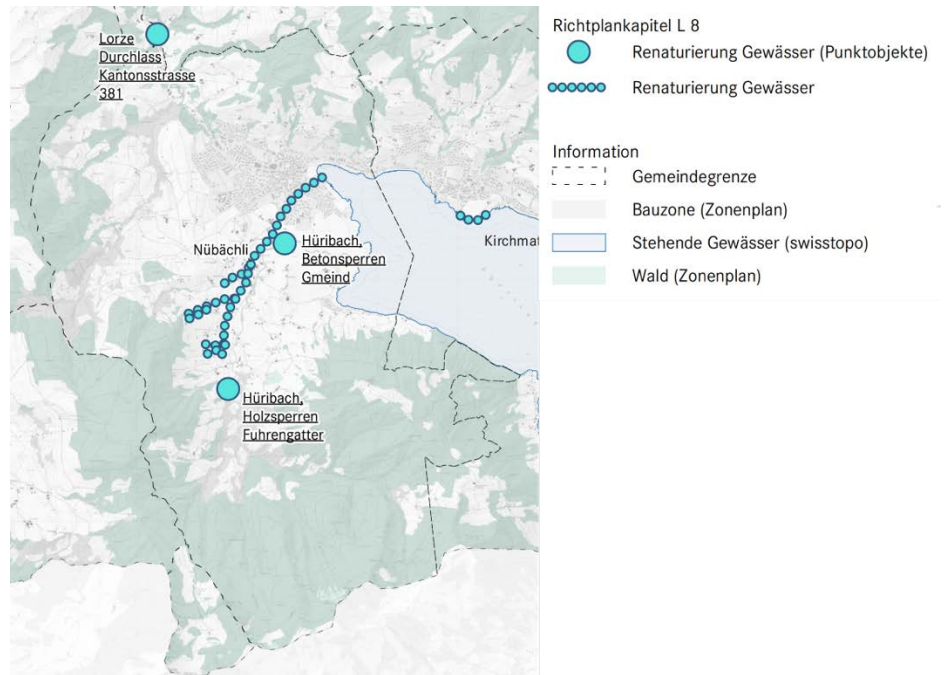 Lorze
Durchlass
Kantonsstrasse
381
Nübächli
Hüribach,
Betonsperren
Gmeind
Kirchmat
Hüribach,
Holzsperren
Fuhrengatter
Richtplankapitel L 8
Renaturierung Gewässer (Punktobjekte)
Renaturierung Gewässer
Information
Gemeindegrenze
Bauzone (Zonenplan)
Stehende Gewässer (swisstopo)
Wald (Zonenplan)